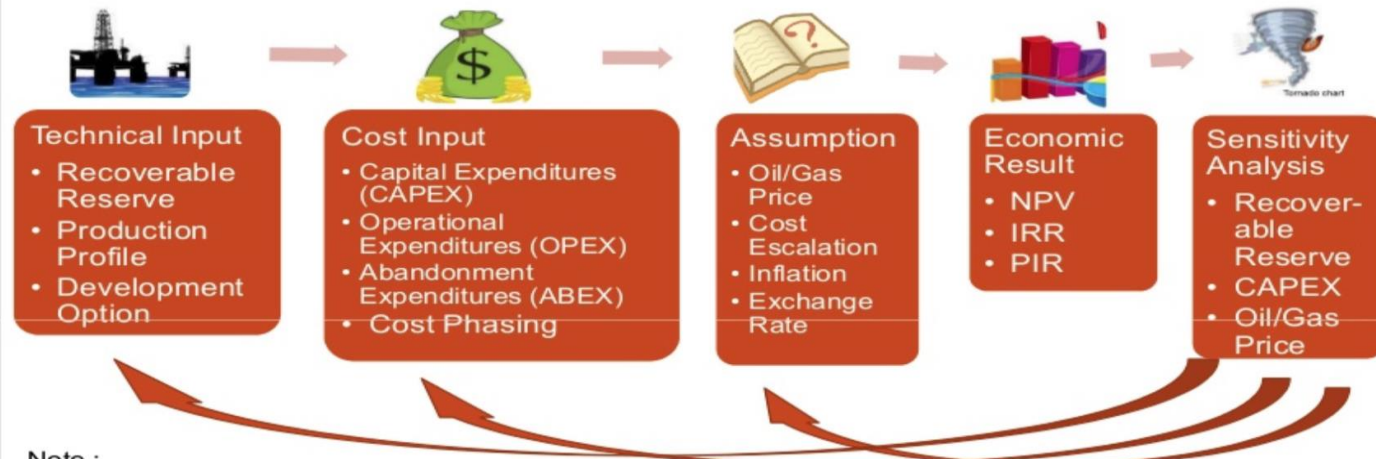 $
?
Tornado chart
Technical Input
• Recoverable
Reserve
• Production
Profile
• Development
Option
Cost Input
• Capital Expenditures
(CAPEX)
• Operational
Expenditures (OPEX)
• Abandonment
Expenditures (ABEX)
• Cost Phasing
Assumption
• Oil/Gas
Price
• Cost
Escalation
• Inflation
• Exchange
Rate
Economic
Result
• NPV
• IRR
• PIR
Sensitivity
Analysis
• Recover-
able
Reserve
• CAPEX
• Oil/Gas
Price
Note :